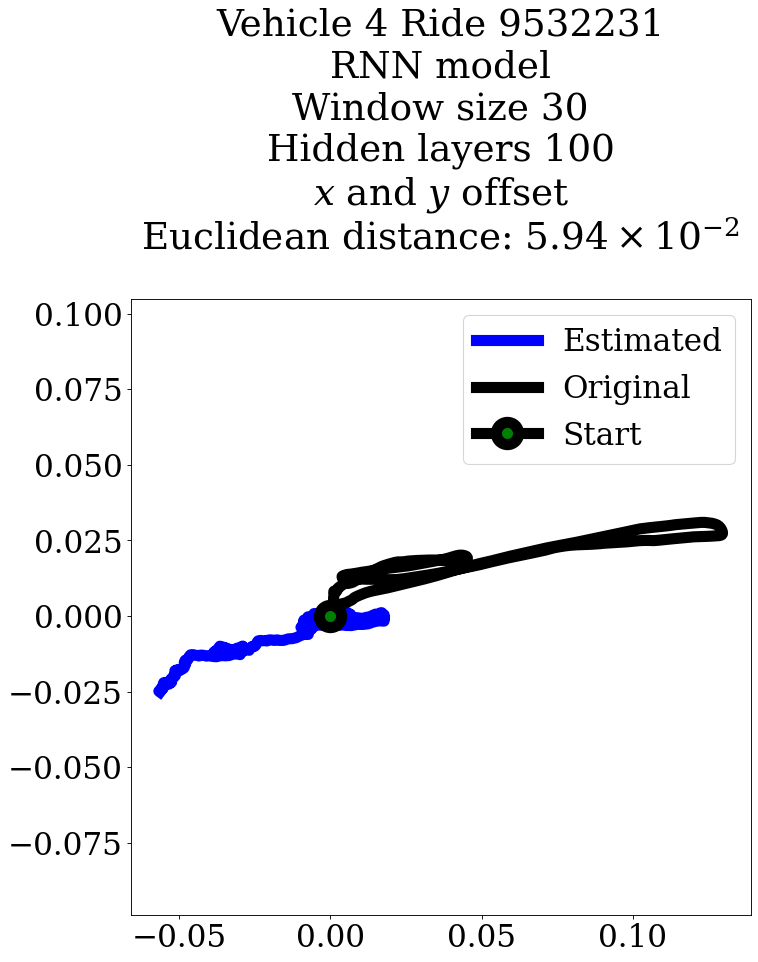 Vehicle 4 Ride 9532231
RNN model
Window size 30
Hidden layers 100
x and y offset
Euclidean distance: 5.94 × 10⁻²
Estimated
Original
Start
0.100
0.075
0.050
0.025
0.000
−0.025
−0.050
−0.075
−0.05 0.00 0.05 0.10